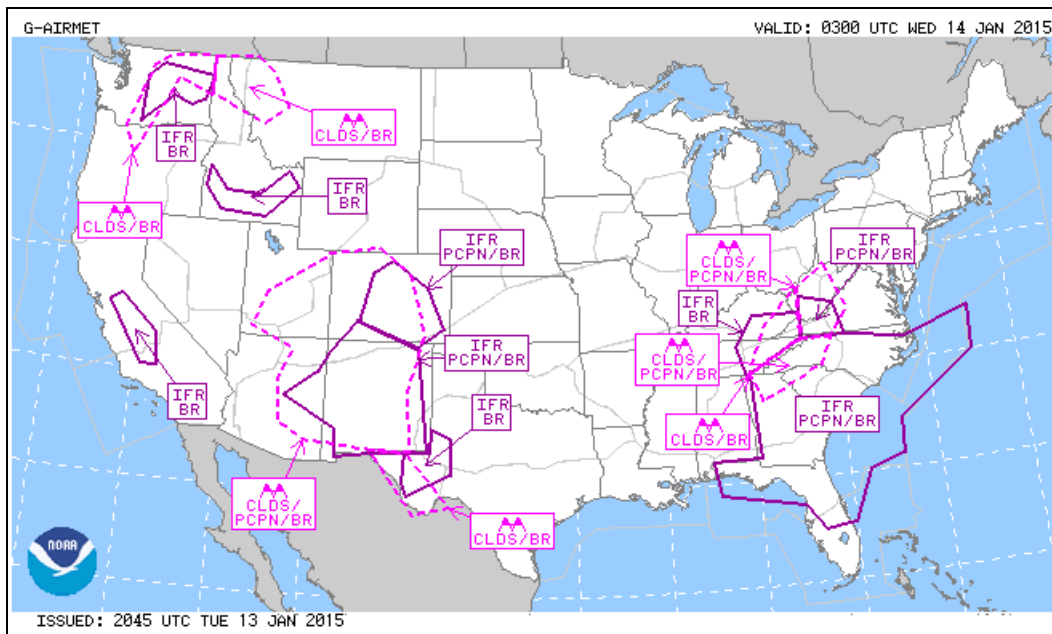 G-AIRMET
VALID: 0300 UTC WED 14 JAN 2015
CLDS/BR
IFR
BR
IFR
BR
CLDS/BR
IFR
PCPN/BR
IFR
PCPN/BR
CLDS/
PCPN/BR
IFR
BR
IFR
PCPN/BR
CLDS/
PCPN/BR
IFR
BR
IFR
BR
IFR
PCPN/BR
CLDS/BR
CLDS/
PCPN/BR
CLDS/BR
NOAA
ISSUED: 2045 UTC TUE 13 JAN 2015